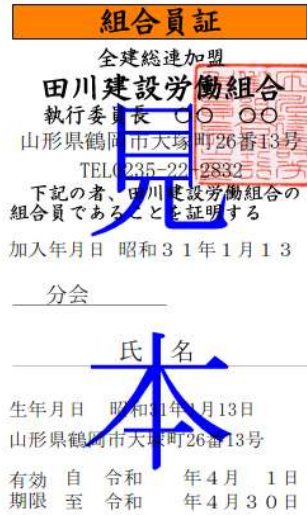 組合員証
全建総連加盟
田川建設労働組合
執行委員長 〇〇 〇〇
山形県鶴岡市大塚町26番13号
TEL0235-22-2832
下記の者、田川建設労働組合の
組合員であることを証明する
加入年月日 昭和31年1月13
分会
氏 名
生年月日 昭和31年1月13日
山形県鶴岡市大塚町26番13号
有効 自 令和 年4月 1日
期限 至 令和 年4月30日
見本